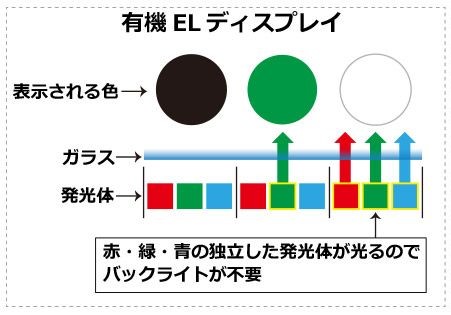 有機ELディスプレイ
表示される色
ガラス
発光体
赤・緑・青の独立した発光体が光るので
バックライトが不要